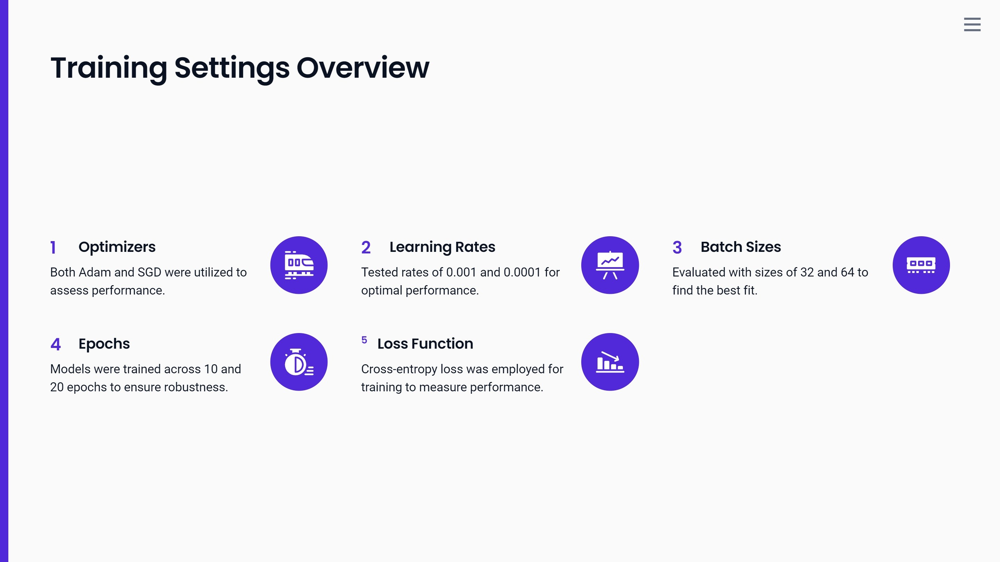 Training Settings Overview
1 Optimizers
Both Adam and SGD were utilized to
assess performance.
2 Learning Rates
Tested rates of 0.001 and 0.0001 for
optimal performance.
3 Batch Sizes
Evaluated with sizes of 32 and 64 to
find the best fit.
4 Epochs
Models were trained across 10 and
20 epochs to ensure robustness.
5 Loss Function
Cross-entropy loss was employed for
training to measure performance.